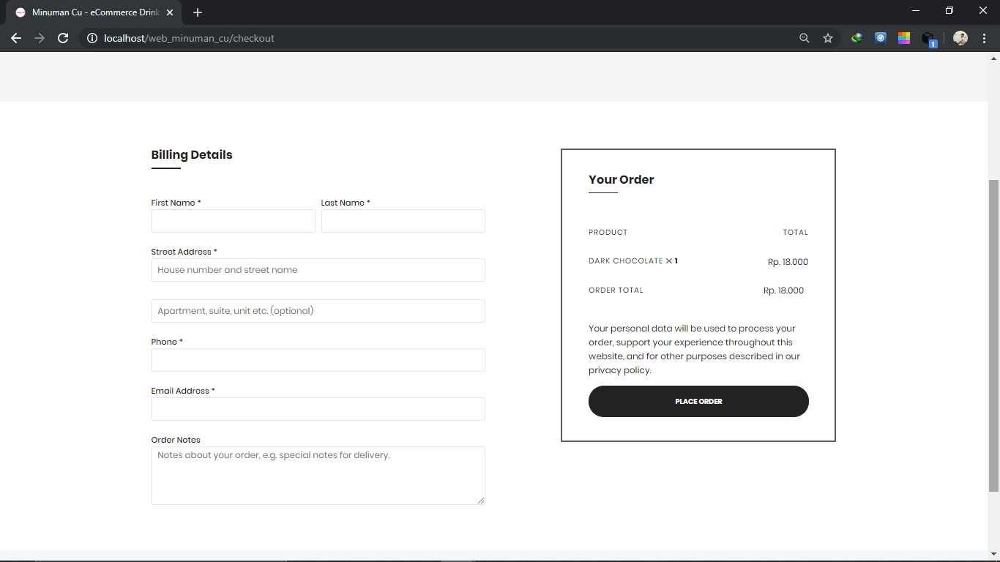 Minuman Cu - eCommerce Drink
localhost/web_minuman_cu/checkout
1
Billing Details
First Name *
Last Name *
Street Address *
House number and street name
Apartment, suite, unit etc. (optional)
Phone *
Email Address *
Order Notes
Notes about your order, e.g. special notes for delivery.
Your Order
PRODUCT TOTAL
DARK CHOCOLATE × 1 Rp. 18.000
ORDER TOTAL Rp. 18.000
Your personal data will be used to process your
order, support your experience throughout this
website, and for other purposes described in our
privacy policy.
PLACE ORDER